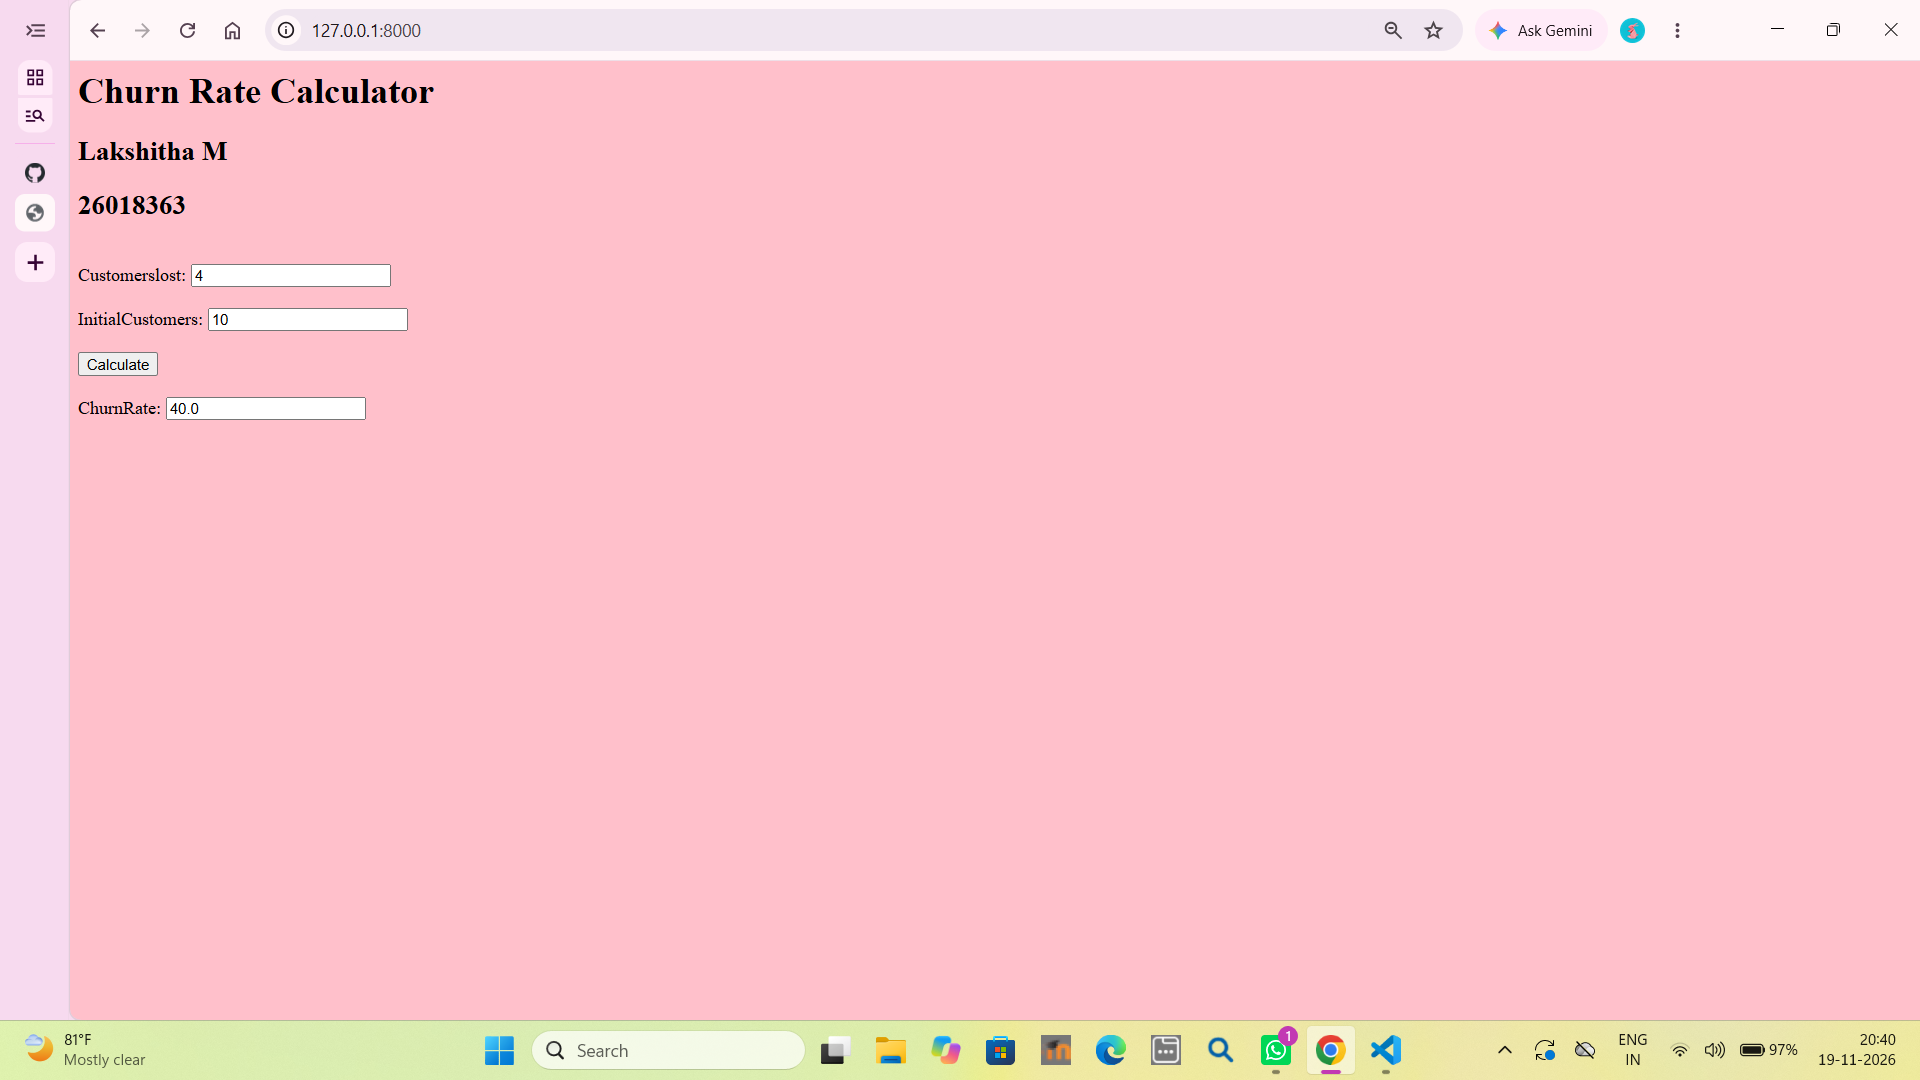 127.0.0.1:8000
Ask Gemini
Churn Rate Calculator
Lakshitha M
26018363
Customerslost: 4
InitialCustomers: 10
Calculate
ChurnRate: 40.0
81°F
Mostly clear
Search
1
ENG
IN
97%
20:40
19-11-2026